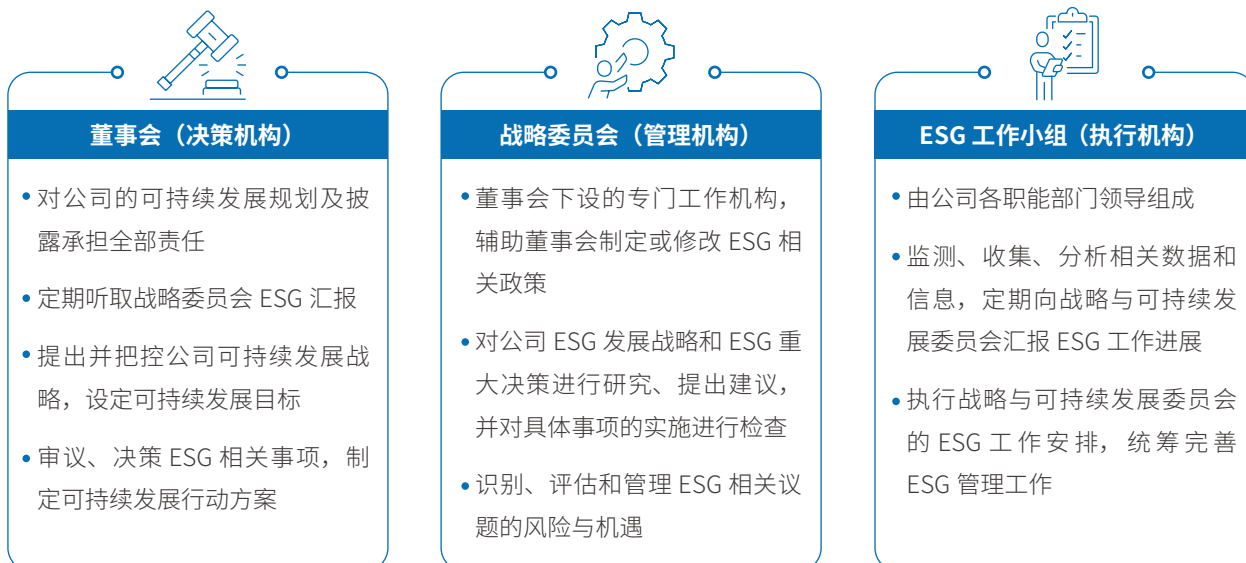 董事会（决策机构）
• 对公司的可持续发展规划及披
露承担全部责任
• 定期听取战略委员会 ESG 汇报
• 提出并把控公司可持续发展战
略，设定可持续发展目标
• 审议、决策 ESG 相关事项，制
定可持续发展行动方案
战略委员会（管理机构）
• 董事会下设的专门工作机构，
辅助董事会制定或修改 ESG 相
关政策
• 对公司 ESG 发展战略和 ESG 重
大决策进行研究、提出建议，
并对具体事项的实施进行检查
• 识别、评估和管理 ESG 相关议
题的风险与机遇
ESG 工作小组（执行机构）
• 由公司各职能部门领导组成
• 监测、收集、分析相关数据和
信息，定期向战略与可持续发
展委员会汇报 ESG 工作进展
• 执行战略与可持续发展委员会
的 ESG 工作安排，统筹完善
ESG 管理工作